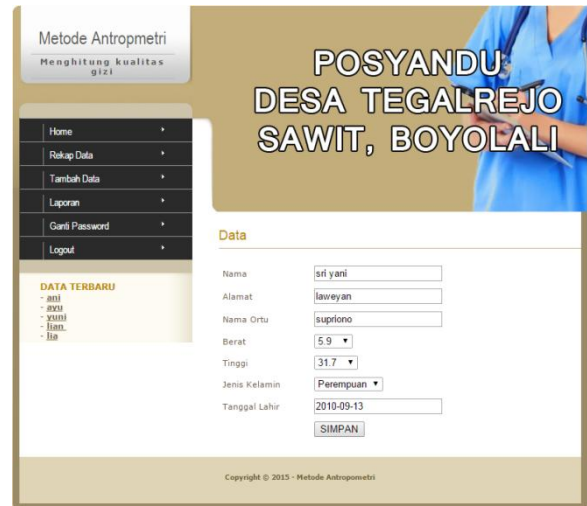 Metode Antropmetri
Menghitung kualitas
gizi
POSYANDU
DESA TEGALREJO
SAWIT, BOYOLALI
Home
Rekap Data
Tambah Data
Laporan
Ganti Password
Logout
DATA TERBARU
- ani
- ayu
- yuni
- lian
- lia
Data
Nama sri yani
Alamat laweyan
Nama Ortu supriono
Berat 5.9
Tinggi 31.7
Jenis Kelamin Perempuan
Tanggal Lahir 2010-09-13
SIMPAN
Copyright © 2015 - Metode Antropometri